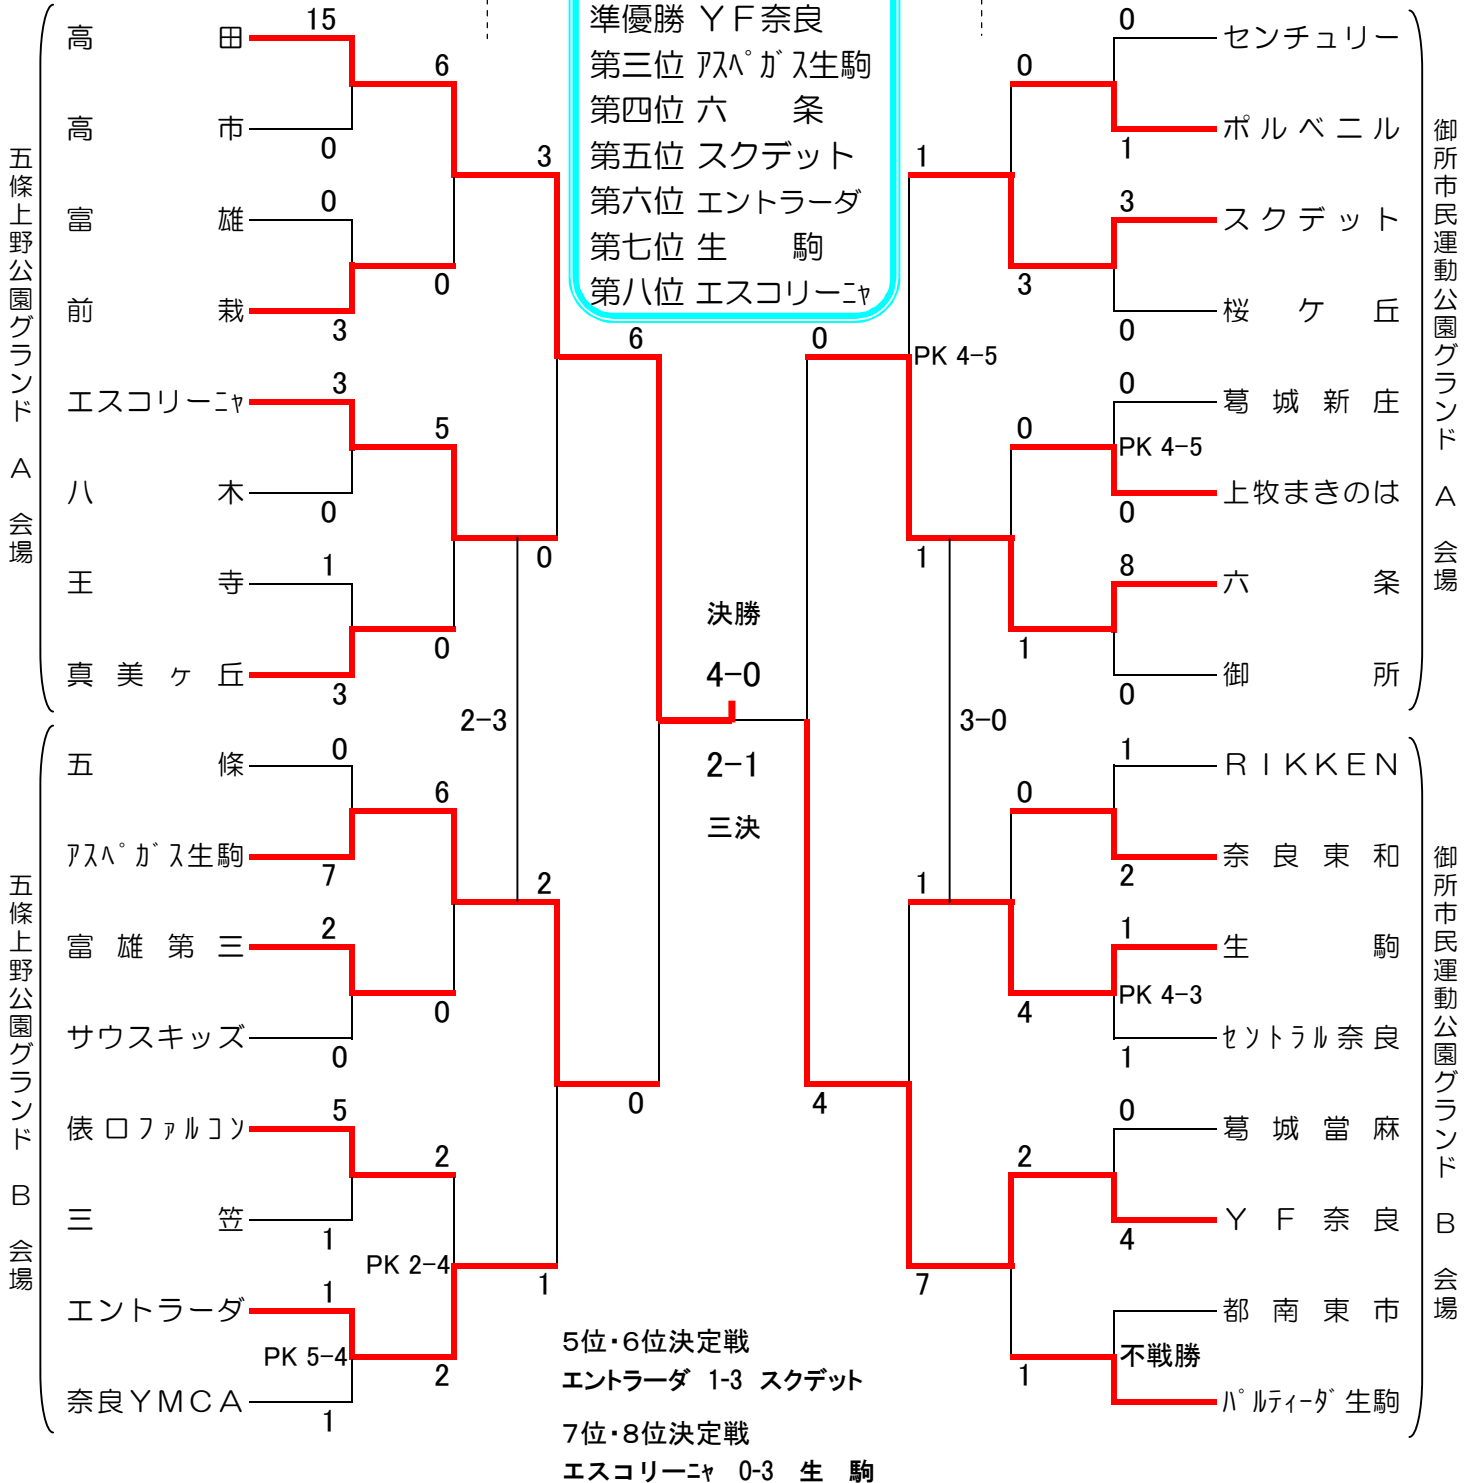 準優勝 ＹＦ奈良
第三位 ｱｽﾍﾟｶﾞｽ生駒
第四位 六　　条
第五位 スクデット
第六位 エントラーダ
第七位 生　　駒
第八位 エスコリーニャ
五條上野公園グランド　Ａ　会場
高　　田 15
高　　市 0
6
富　　雄 0
前　　栽 3
0
3
エスコリーニャ 3
八　　木 0
5
王　　寺 1
真美ヶ丘 3
0
0
6
五條上野公園グランド　Ｂ　会場
五　　條 0
ｱｽﾍﾟｶﾞｽ生駒 7
6
富雄第三 2
サウスキッズ 0
0
2
俵口ﾌｧﾙｺﾝ 5
三　　笠 1
2
PK 2-4
エントラーダ 1
PK 5-4
奈良ＹＭＣＡ 1
2
1
0
2-3
決勝
4-0
2-1
三決
3-0
御所市民運動公園グランド　Ａ　会場
0 センチュリー
1 ポルベニル
0
3 スクデット
0 桜ケ丘
3
1
PK 4-5
0 葛城新庄
PK 4-5
0 上牧まきのは
0
8 六　　条
0 御　　所
1
1
0
御所市民運動公園グランド　Ｂ　会場
1 ＲＩＫＫＥＮ
2 奈良東和
0
1 生　　駒
PK 4-3
1 ｾﾝﾄﾗﾙ奈良
4
1
0 葛城當麻
4 ＹＦ奈良
2
都南東市
不戦勝
ﾊﾟﾙﾃｨｰﾀﾞ生駒
1
7
4
5位・6位決定戦
エントラーダ 1-3 スクデット
7位・8位決定戦
エスコリーニャ 0-3 生　駒